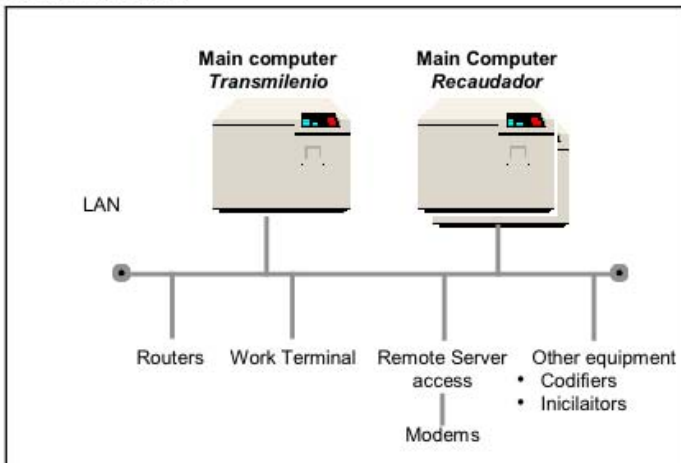 Main computer
Transmilenio
Main Computer
Recaudador
LAN
Routers
Work Terminal
Remote Server
access
Modems
Other equipment
• Codifiers
• Inicilaitors